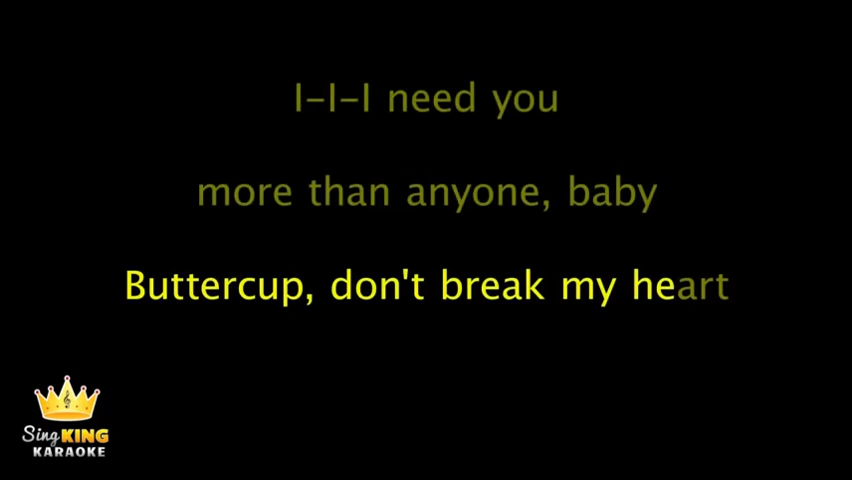 I-I-I need you
more than anyone, baby
Buttercup, don't break my heart
Sing KING
KARAOKE